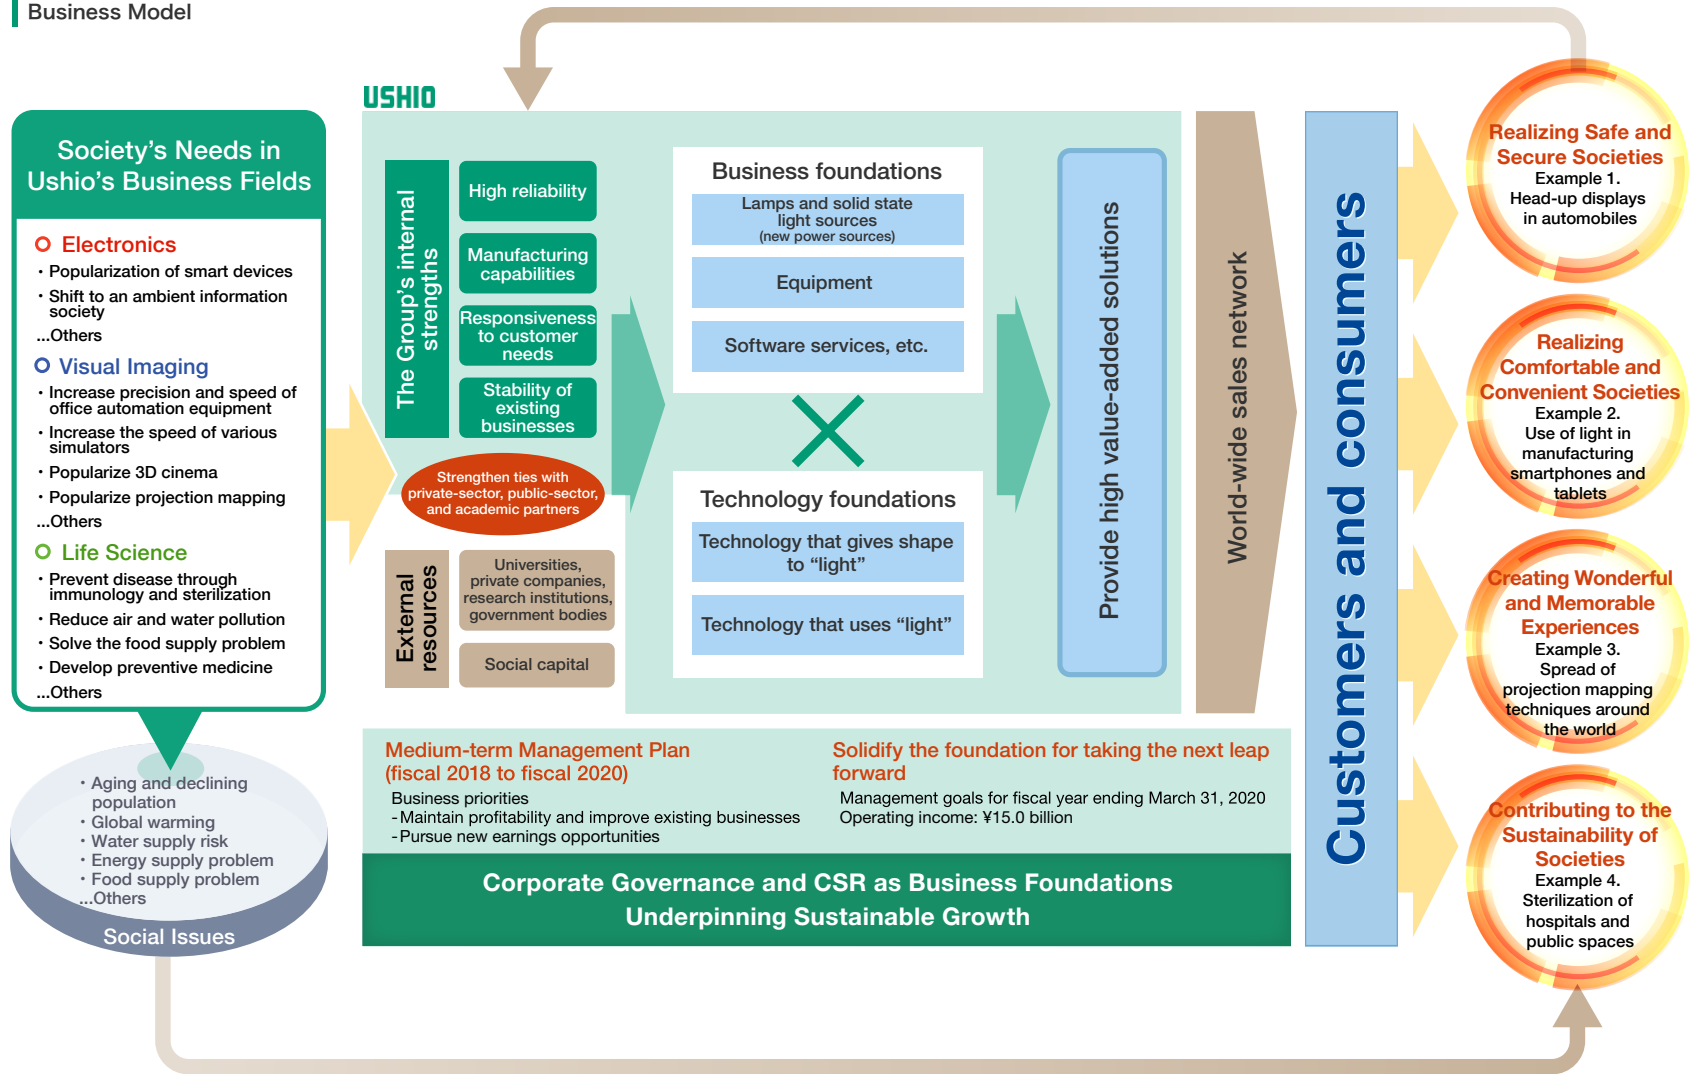 Business Model
Society’s Needs in
Ushio’s Business Fields
Electronics
・Popularization of smart devices
・Shift to an ambient information
society
...Others
Visual Imaging
・Increase precision and speed of
office automation equipment
・Increase the speed of various
simulators
・Popularize 3D cinema
・Popularize projection mapping
...Others
Life Science
・Prevent disease through
immunology and sterilization
・Reduce air and water pollution
・Solve the food supply problem
・Develop preventive medicine
...Others
・Aging and declining
population
・Global warming
・Water supply risk
・Energy supply problem
・Food supply problem
...Others
Social Issues
USHIO
The Group’s internal
strengths
High reliability
Manufacturing
capabilities
Responsiveness
to customer
needs
Stability of
existing
businesses
Strengthen ties with
private-sector, public-sector,
and academic partners
External
resources
Universities,
private companies,
research institutions,
government bodies
Social capital
Business foundations
Lamps and solid state
light sources
(new power sources)
Equipment
Software services, etc.
Technology foundations
Technology that gives shape
to “light”
Technology that uses “light”
Provide high value-added solutions
World-wide sales network
Medium-term Management Plan
(fiscal 2018 to fiscal 2020)
Business priorities
- Maintain profitability and improve existing businesses
- Pursue new earnings opportunities
Solidify the foundation for taking the next leap
forward
Management goals for fiscal year ending March 31, 2020
Operating income: ¥15.0 billion
Corporate Governance and CSR as Business Foundations
Underpinning Sustainable Growth
Customers and consumers
Realizing Safe and
Secure Societies
Example 1.
Head-up displays
in automobiles
Realizing
Comfortable and
Convenient Societies
Example 2.
Use of light in
manufacturing
smartphones and
tablets
Creating Wonderful
and Memorable
Experiences
Example 3.
Spread of
projection mapping
techniques around
the world
Contributing to the
Sustainability of
Societies
Example 4.
Sterilization of
hospitals and
public spaces